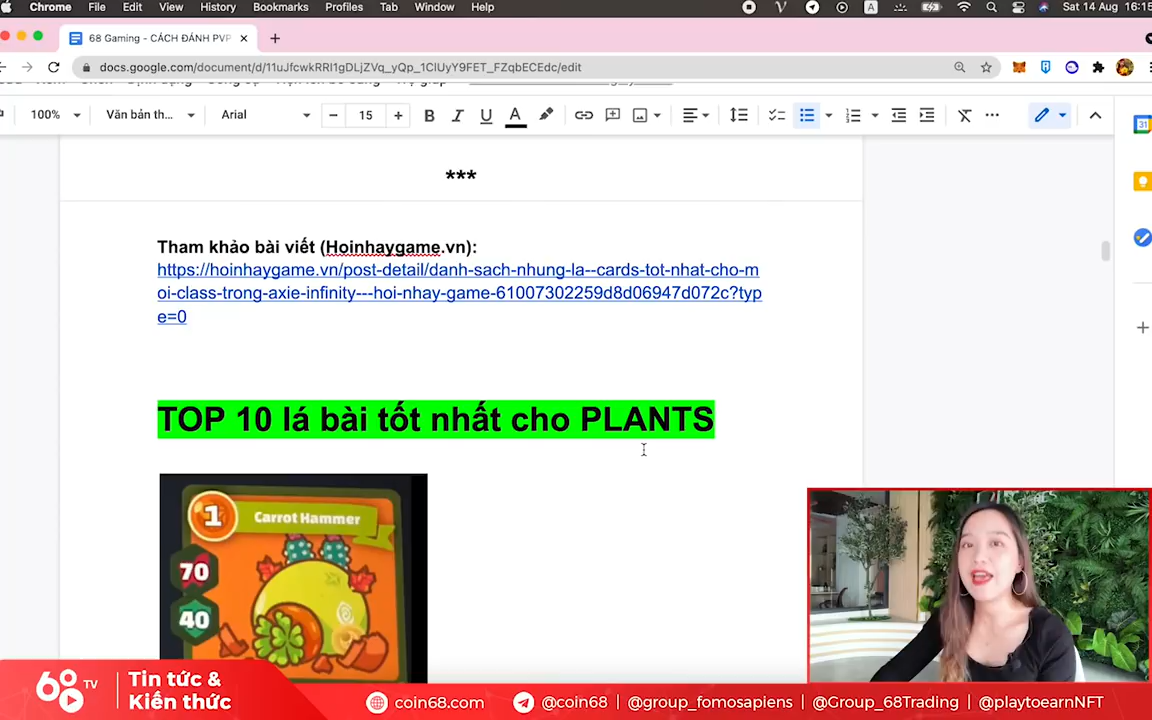 Chrome File Edit View History Bookmarks Profiles Tab Window Help
Sat 14 Aug 16:15
68 Gaming - CÁCH ĐÁNH PVP
docs.google.com/document/d/11uJfcwkRRI1gDLjZVq_yQp_1CIUyY9FET_FZqbECEdc/edit
100% Văn bản th... Arial 15
***
Tham khảo bài viết (Hoinhaygame.vn):
https://hoinhaygame.vn/post-detail/danh-sach-nhung-la--cards-tot-nhat-cho-m
oi-class-trong-axie-infinity---hoi-nhay-game-61007302259d8d06947d072c?typ
e=0
TOP 10 lá bài tốt nhất cho PLANTS
1 Carrot Hammer
70
40
68 TV
Tin tức &
Kiến thức
coin68.com @coin68 | @group_fomosapiens | @Group_68Trading | @playtoearnNFT